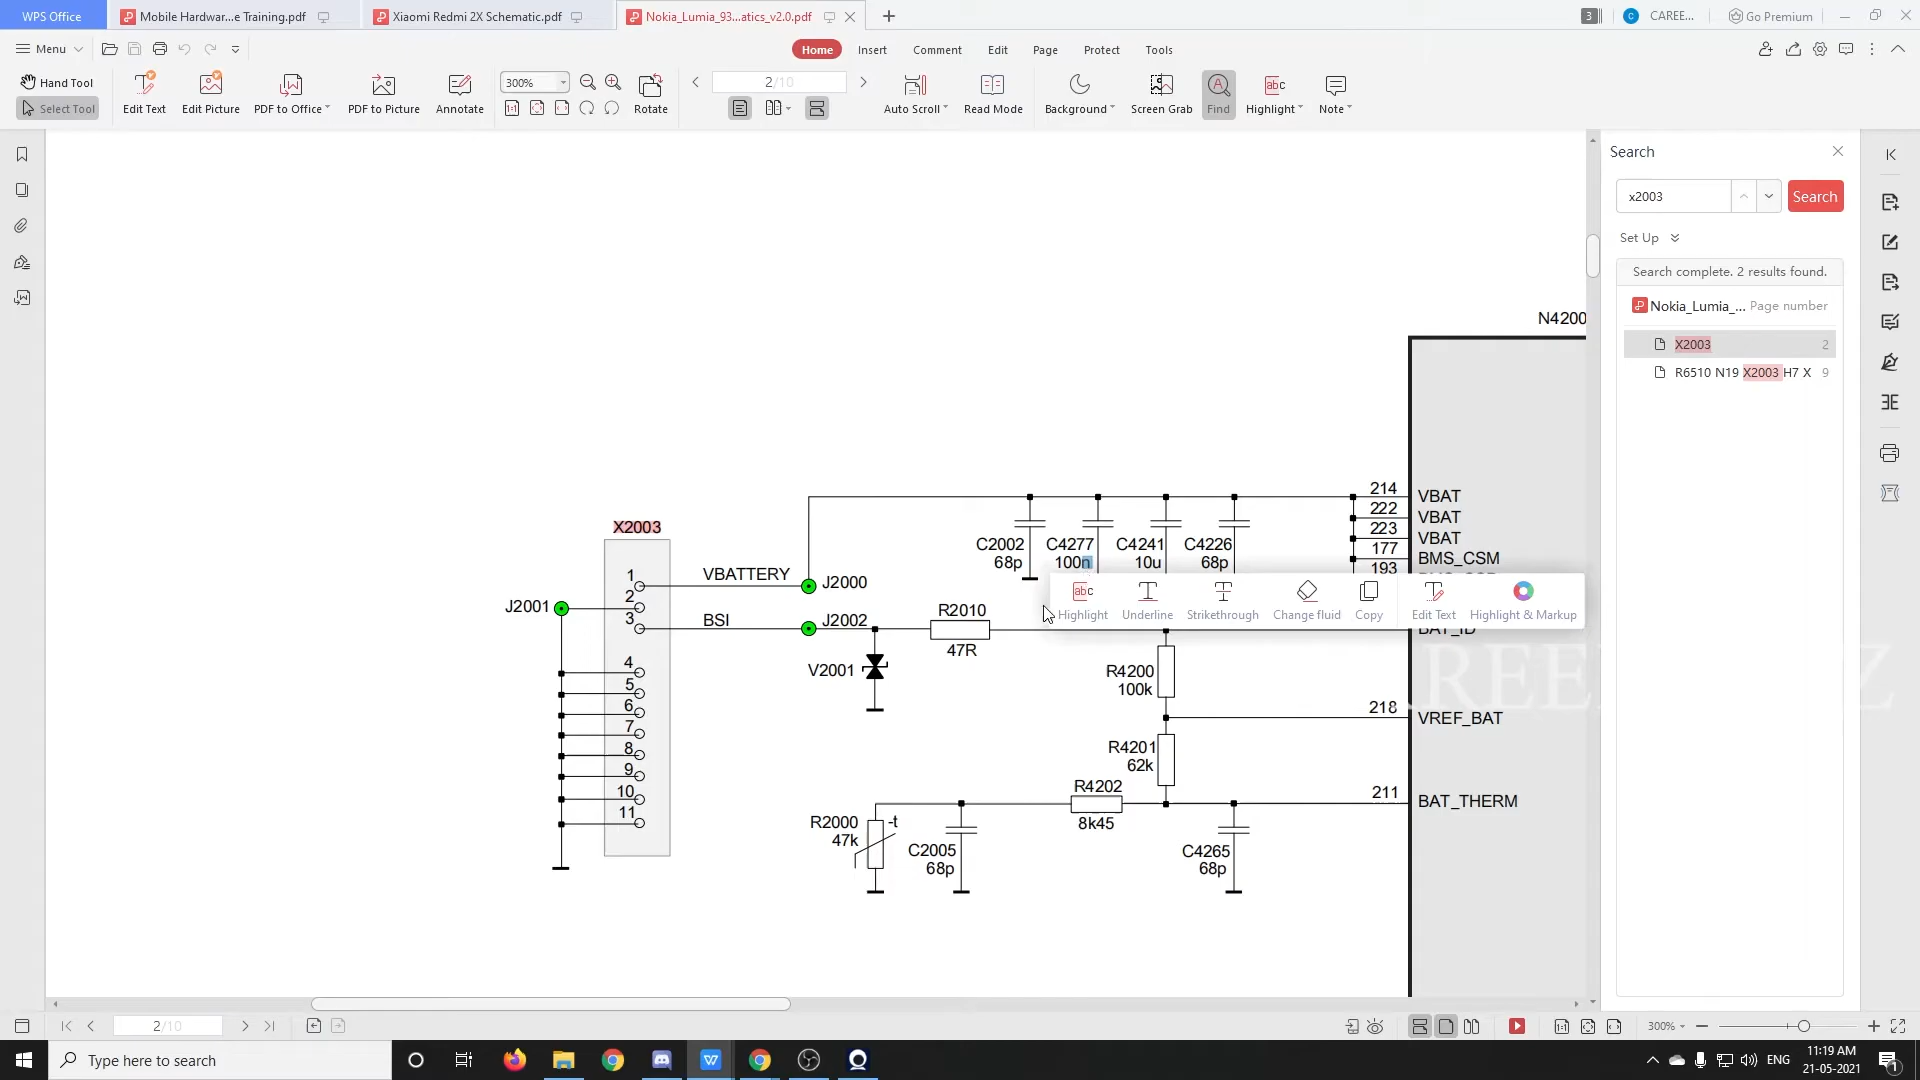 WPS Office
Mobile Hardwar...e Training.pdf
Xiaomi Redmi 2X Schematic.pdf
Nokia_Lumia_93...atics_v2.0.pdf
3
C
CAREE...
Go Premium
Menu
Home
Insert
Comment
Edit
Page
Protect
Tools
Hand Tool
Select Tool
Edit Text
Edit Picture
PDF to Office
PDF to Picture
Annotate
300%
Rotate
2/10
Auto Scroll
Read Mode
Background
Screen Grab
Find
Highlight
Note
Search
x2003
Search
Set Up
Search complete. 2 results found.
Nokia_Lumia_... Page number
X2003 2
R6510 N19 X2003 H7 X 9
N4200
X2003
1
2
3
4
5
6
7
8
9
10
11
J2001
VBATTERY
J2000
BSI
J2002
V2001
R2010
47R
C2002
68p
C4277
100n
C4241
10u
C4226
68p
214 VBAT
222 VBAT
223 VBAT
177 BMS_CSM
193
Highlight
Underline
Strikethrough
Change fluid
Copy
Edit Text
Highlight & Markup
BAT_ID
R4200
100k
218 VREF_BAT
R4201
62k
R4202
8k45
211 BAT_THERM
R2000
47k
-t
C2005
68p
C4265
68p
2/10
300%
Type here to search
ENG
11:19 AM
21-05-2021
1